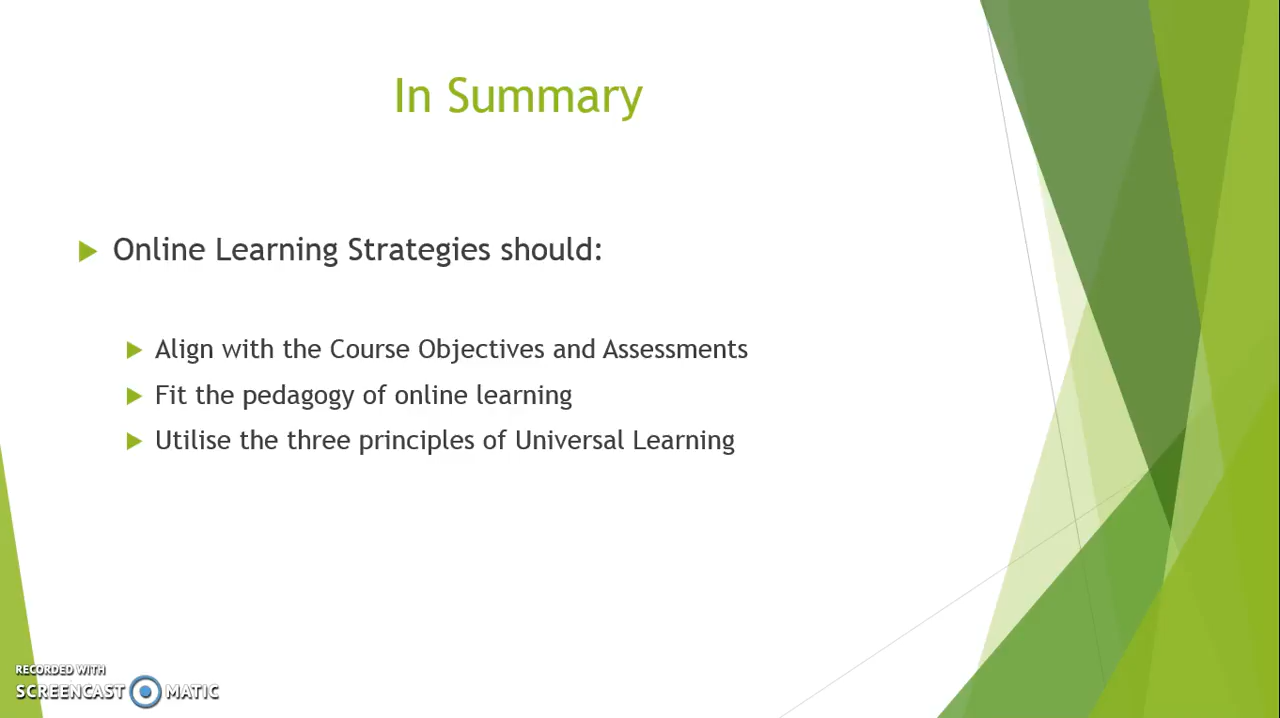 In Summary
Online Learning Strategies should:
Align with the Course Objectives and Assessments
Fit the pedagogy of online learning
Utilise the three principles of Universal Learning
RECORDED WITH
SCREENCAST MATIC